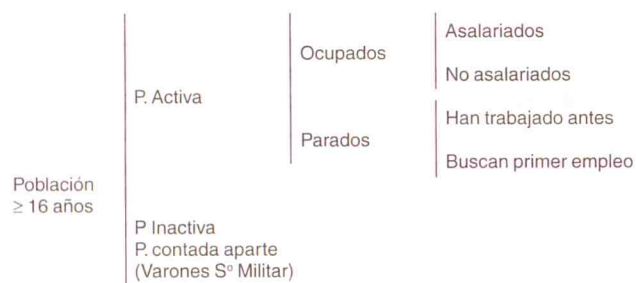 Asalariados
Ocupados
No asalariados
P. Activa
Han trabajado antes
Parados
Buscan primer empleo
Población
≥ 16 años
P Inactiva
P. contada aparte
(Varones Sº Militar)